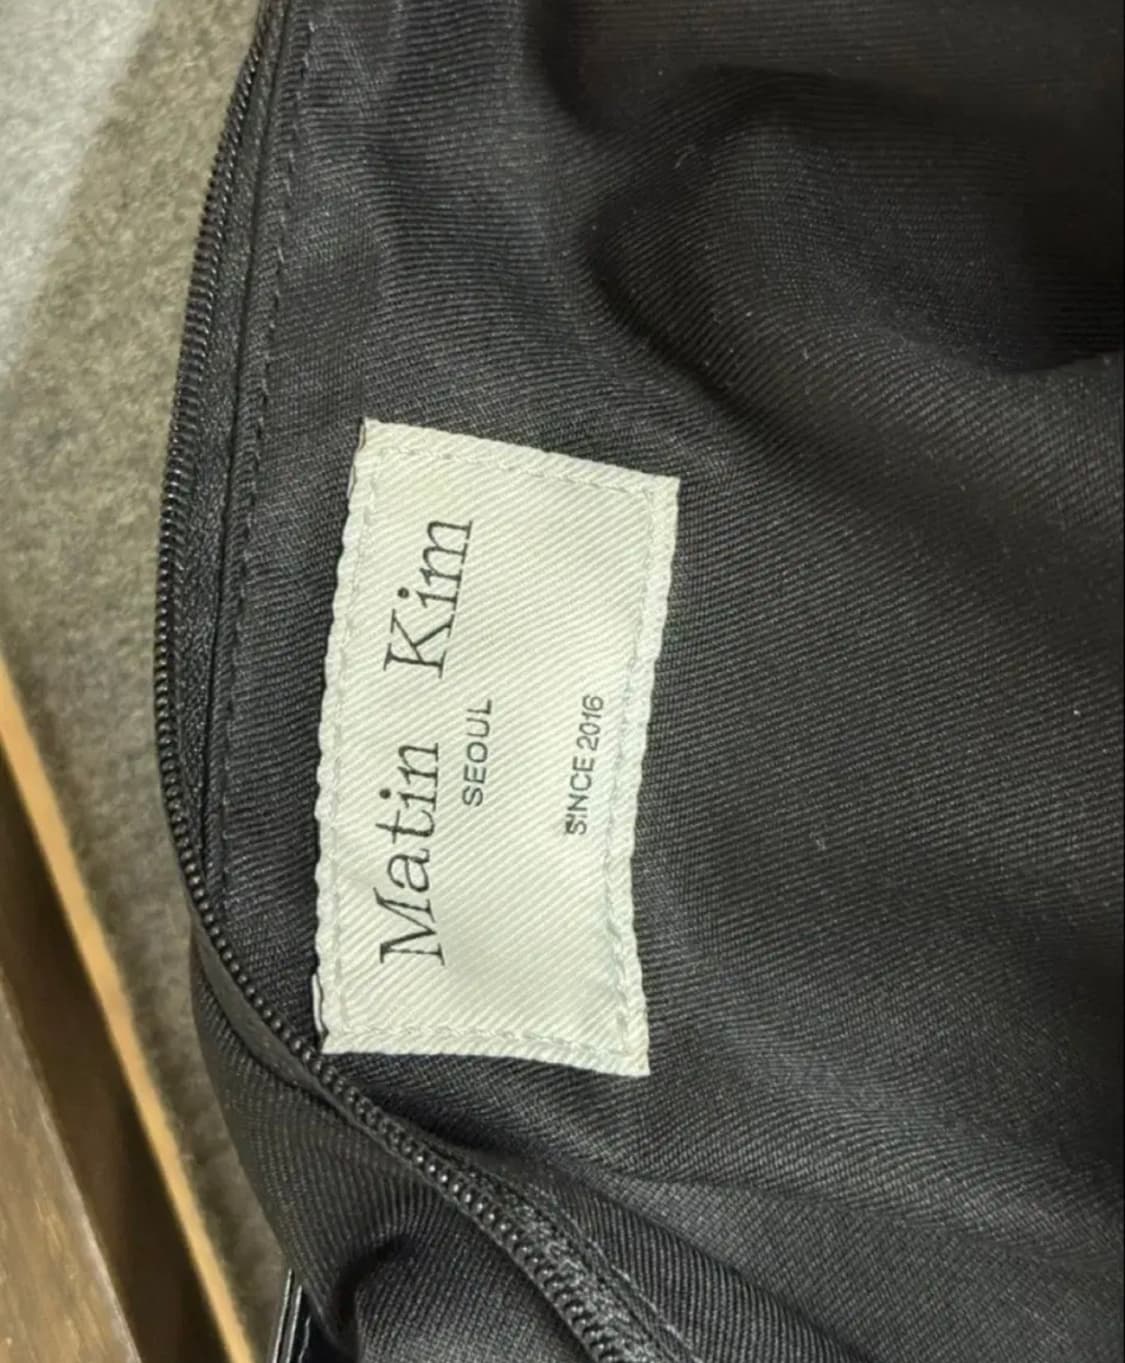 Matin Kim
SEOUL
SINCE 2016